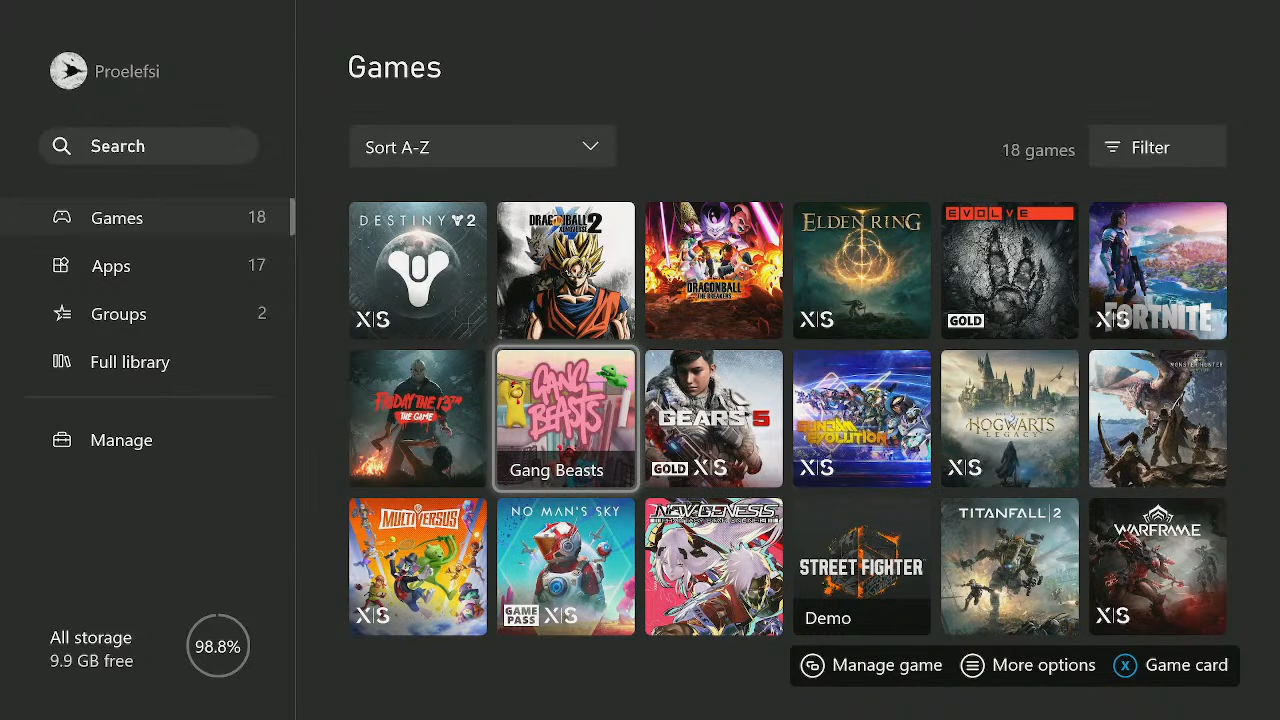 Proelefsi
Games
Search
Sort A-Z
18 games
Filter
Games 18
Apps 17
Groups 2
Full library
Manage
DESTINY 2
DRAGONBALL
XENOVERSE 2
DRAGONBALL
THE BREAKERS
ELDEN RING
EVOLVE
FORTNITE
X|S
X|S
GOLD
X|S
FRIDAY THE 13TH
THE GAME
GANG
BEASTS
Gang Beasts
GEARS 5
GOLD X|S
GUNDAM
EVOLUTION
X|S
HOGWARTS
LEGACY
X|S
MONSTER HUNTER
MULTIVERSUS
X|S
NO MAN'S SKY
GAME
PASS X|S
NEW GENESIS
STREET FIGHTER
Demo
TITANFALL 2
WARFRAME
X|S
All storage
9.9 GB free
98.8%
Manage game
More options
X Game card